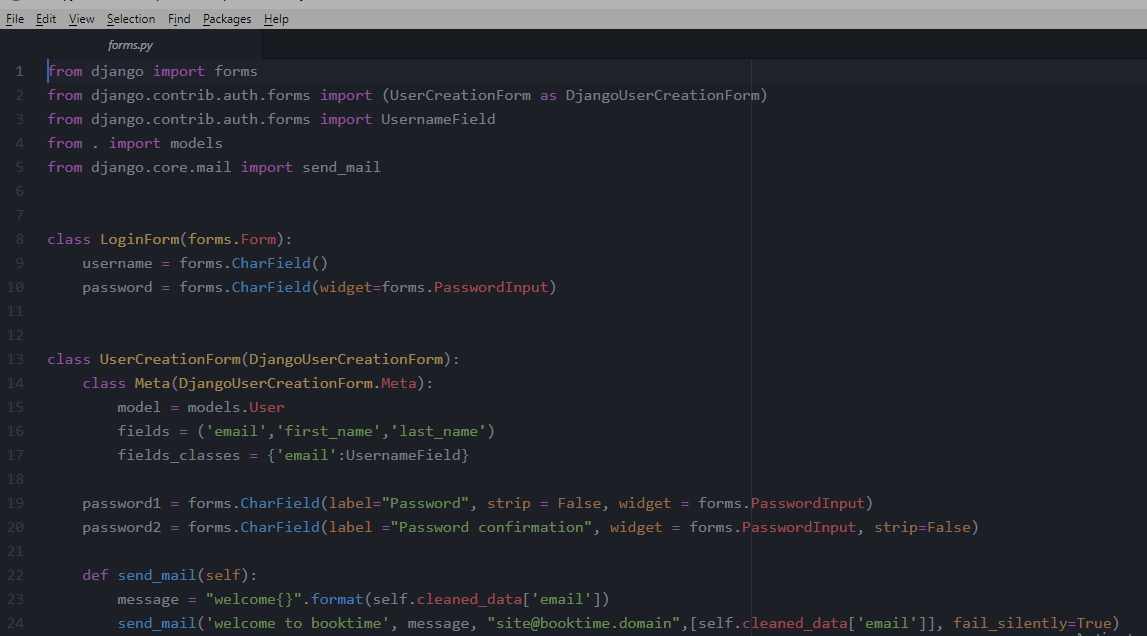 File Edit View Selection Find Packages Help
forms.py
1 from django import forms
2 from django.contrib.auth.forms import (UserCreationForm as DjangoUserCreationForm)
3 from django.contrib.auth.forms import UsernameField
4 from . import models
5 from django.core.mail import send_mail
6
7
8 class LoginForm(forms.Form):
9     username = forms.CharField()
10     password = forms.CharField(widget=forms.PasswordInput)
11
12
13 class UserCreationForm(DjangoUserCreationForm):
14     class Meta(DjangoUserCreationForm.Meta):
15         model = models.User
16         fields = ('email','first_name','last_name')
17         fields_classes = {'email':UsernameField}
18
19     password1 = forms.CharField(label="Password", strip = False, widget = forms.PasswordInput)
20     password2 = forms.CharField(label ="Password confirmation", widget = forms.PasswordInput, strip=False)
21
22     def send_mail(self):
23         message = "welcome{}".format(self.cleaned_data['email'])
24         send_mail('welcome to booktime', message, "site@booktime.domain",[self.cleaned_data['email']], fail_silently=True)